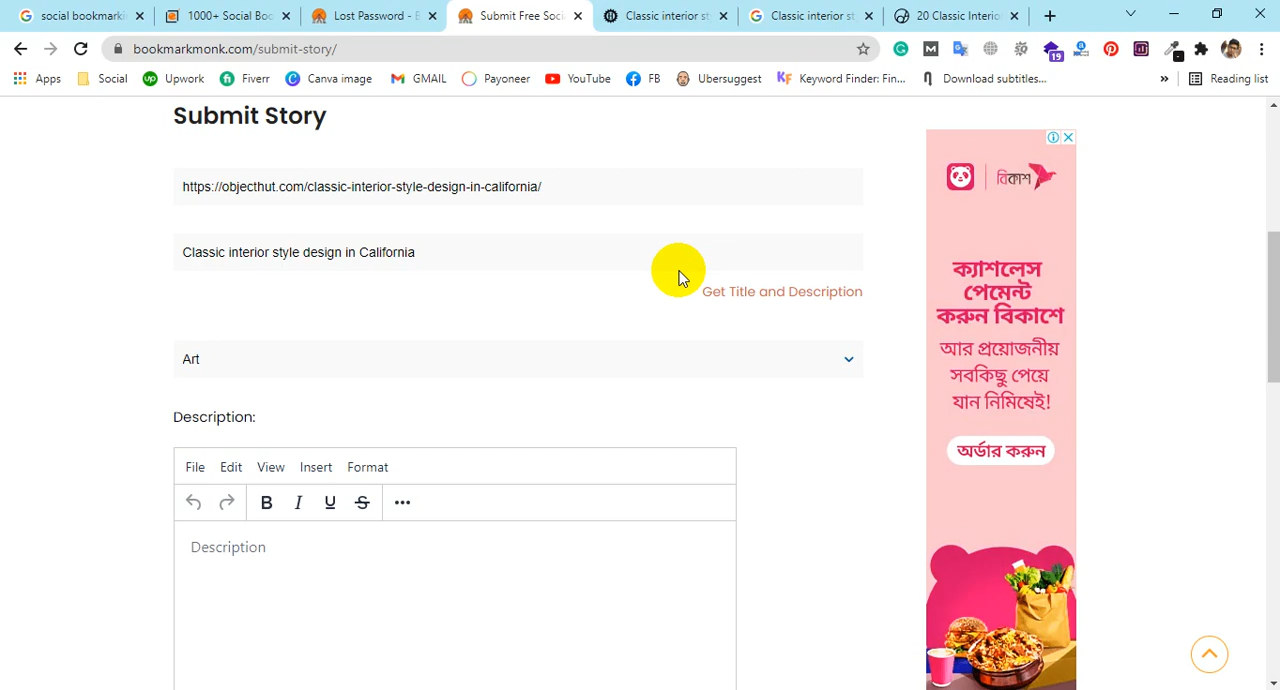 social bookmarki
1000+ Social Boo
Lost Password - B
Submit Free Soci
Classic interior st
Classic interior st
20 Classic Interio
bookmarkmonk.com/submit-story/
19
Apps
Social
Upwork
Fiverr
Canva image
GMAIL
Payoneer
YouTube
FB
Ubersuggest
Keyword Finder: Fin...
Download subtitles...
»
Reading list
Submit Story
https://objecthut.com/classic-interior-style-design-in-california/
Classic interior style design in California
Get Title and Description
Art
Description:
File Edit View Insert Format
B I U S
Description
বিকাশ
ক্যাশলেস
পেমেন্ট
করুন বিকাশে
আর প্রয়োজনীয়
সবকিছু পেয়ে
যান নিমিষেই!
অর্ডার করুন